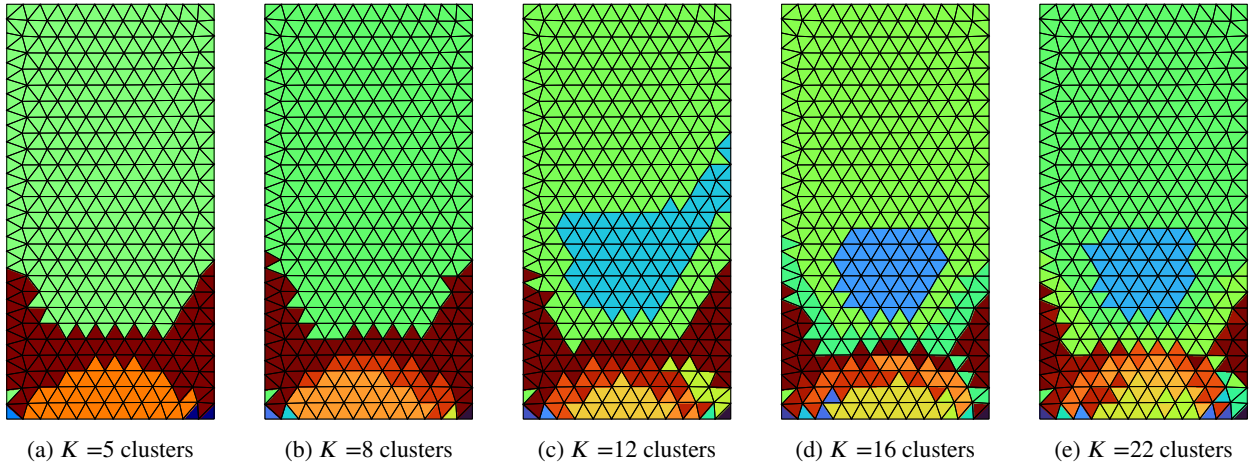 (a) K =5 clusters
(b) K =8 clusters
(c) K =12 clusters
(d) K =16 clusters
(e) K =22 clusters